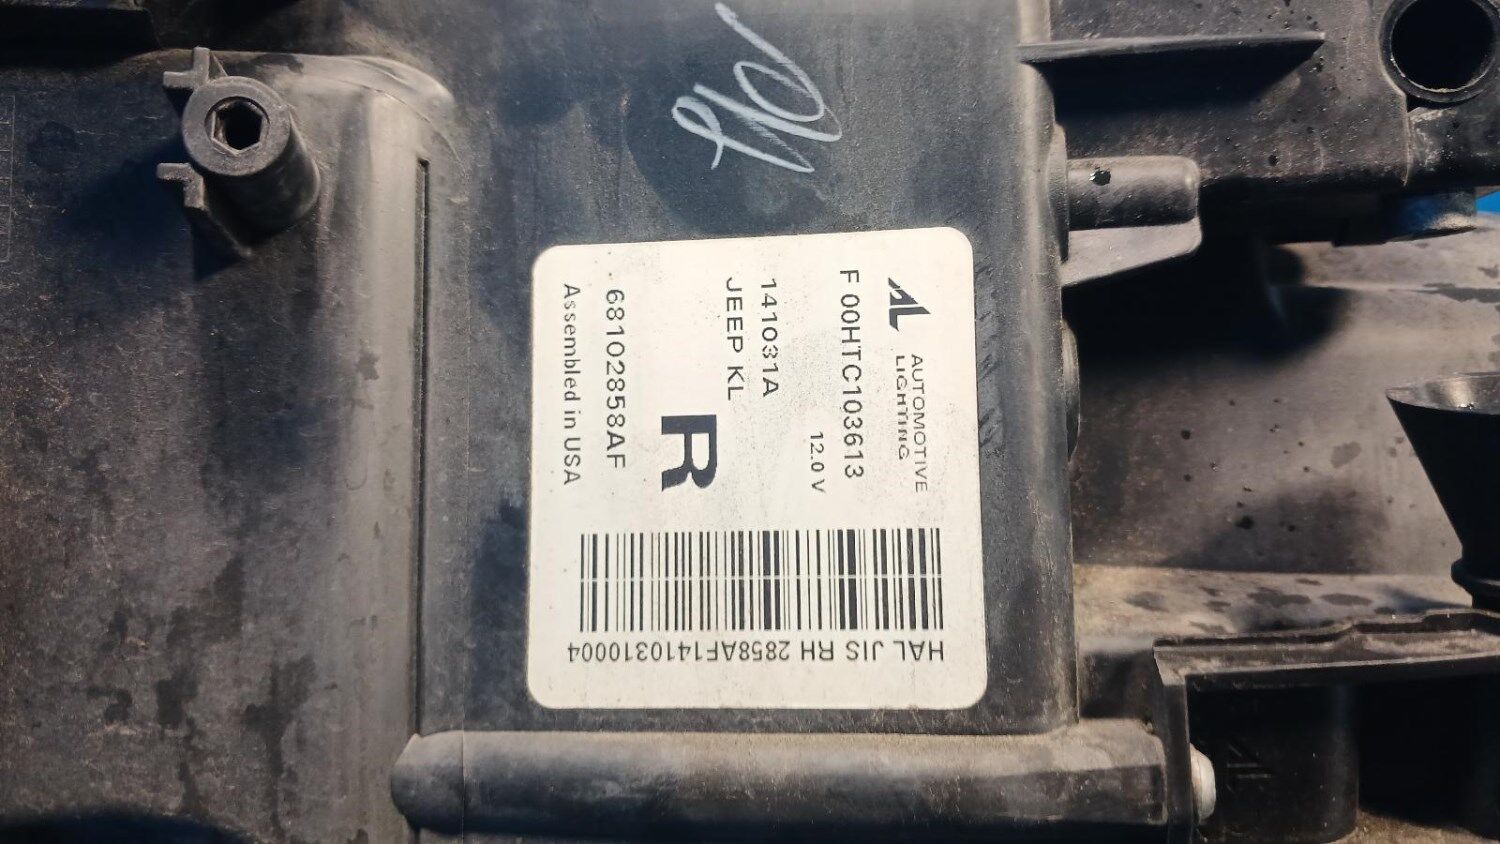 AL AUTOMOTIVE
LIGHTING
F 00HTC103613
12.0 V
141031A
JEEP KL
R
68102858AF
Assembled in USA
HAL JIS RH 2858AF1410310004